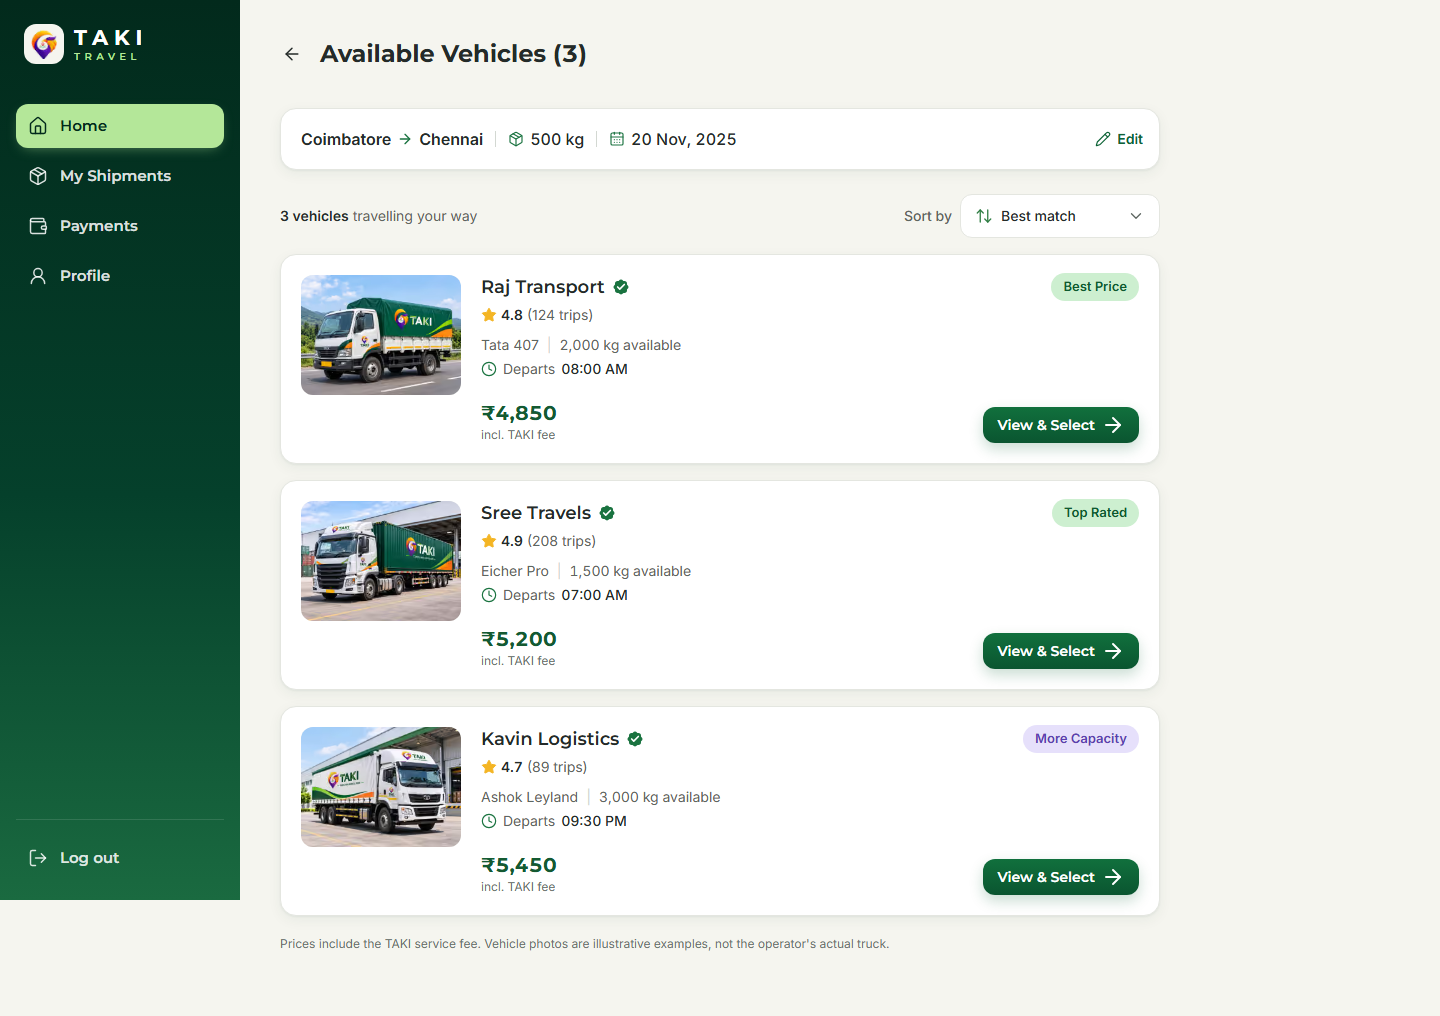 TAKI
TRAVEL
Home
My Shipments
Payments
Profile
Log out
Available Vehicles (3)
Coimbatore → Chennai | 500 kg | 20 Nov, 2025
Edit
3 vehicles travelling your way
Sort by
Best match
TAKI
Raj Transport
Best Price
4.8 (124 trips)
Tata 407 | 2,000 kg available
Departs 08:00 AM
₹4,850
incl. TAKI fee
View & Select
TAKI
TAKI
Sree Travels
Top Rated
4.9 (208 trips)
Eicher Pro | 1,500 kg available
Departs 07:00 AM
₹5,200
incl. TAKI fee
View & Select
TAKI
TAKI
Kavin Logistics
More Capacity
4.7 (89 trips)
Ashok Leyland | 3,000 kg available
Departs 09:30 PM
₹5,450
incl. TAKI fee
View & Select
Prices include the TAKI service fee. Vehicle photos are illustrative examples, not the operator's actual truck.